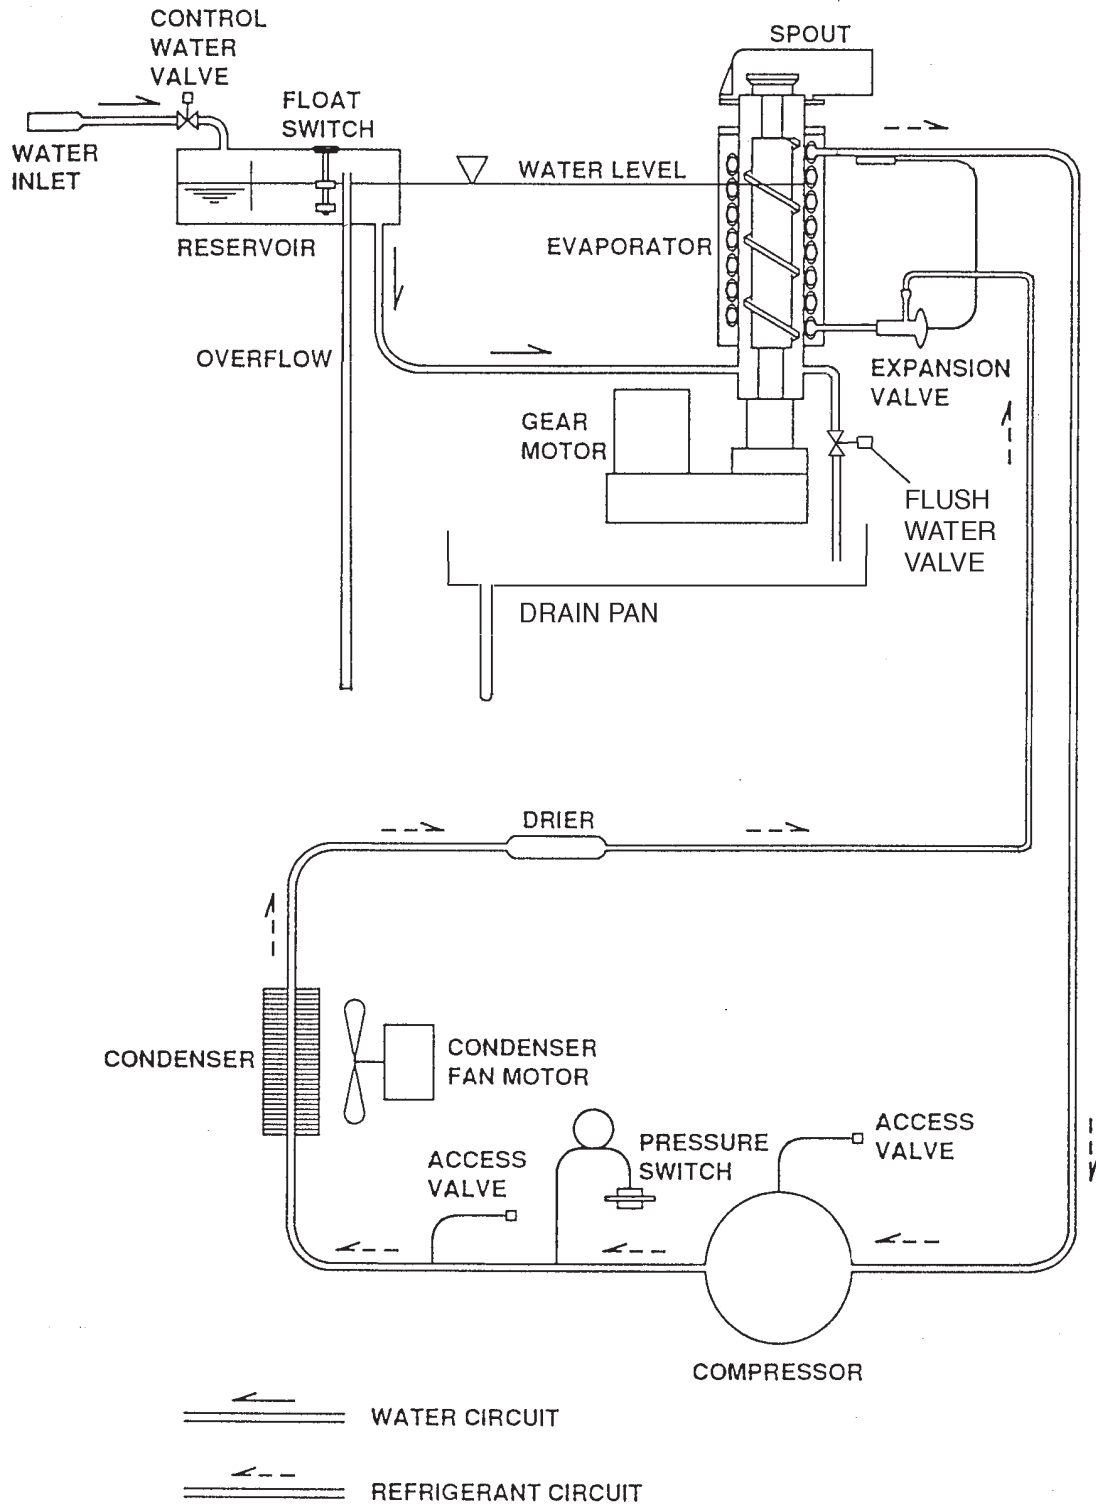 CONTROL
WATER
VALVE
SPOUT
FLOAT
SWITCH
WATER
INLET
WATER LEVEL
RESERVOIR
EVAPORATOR
OVERFLOW
EXPANSION
VALVE
GEAR
MOTOR
FLUSH
WATER
VALVE
DRAIN PAN
DRIER
CONDENSER
CONDENSER
FAN MOTOR
ACCESS
VALVE
PRESSURE
SWITCH
ACCESS
VALVE
COMPRESSOR
WATER CIRCUIT
REFRIGERANT CIRCUIT